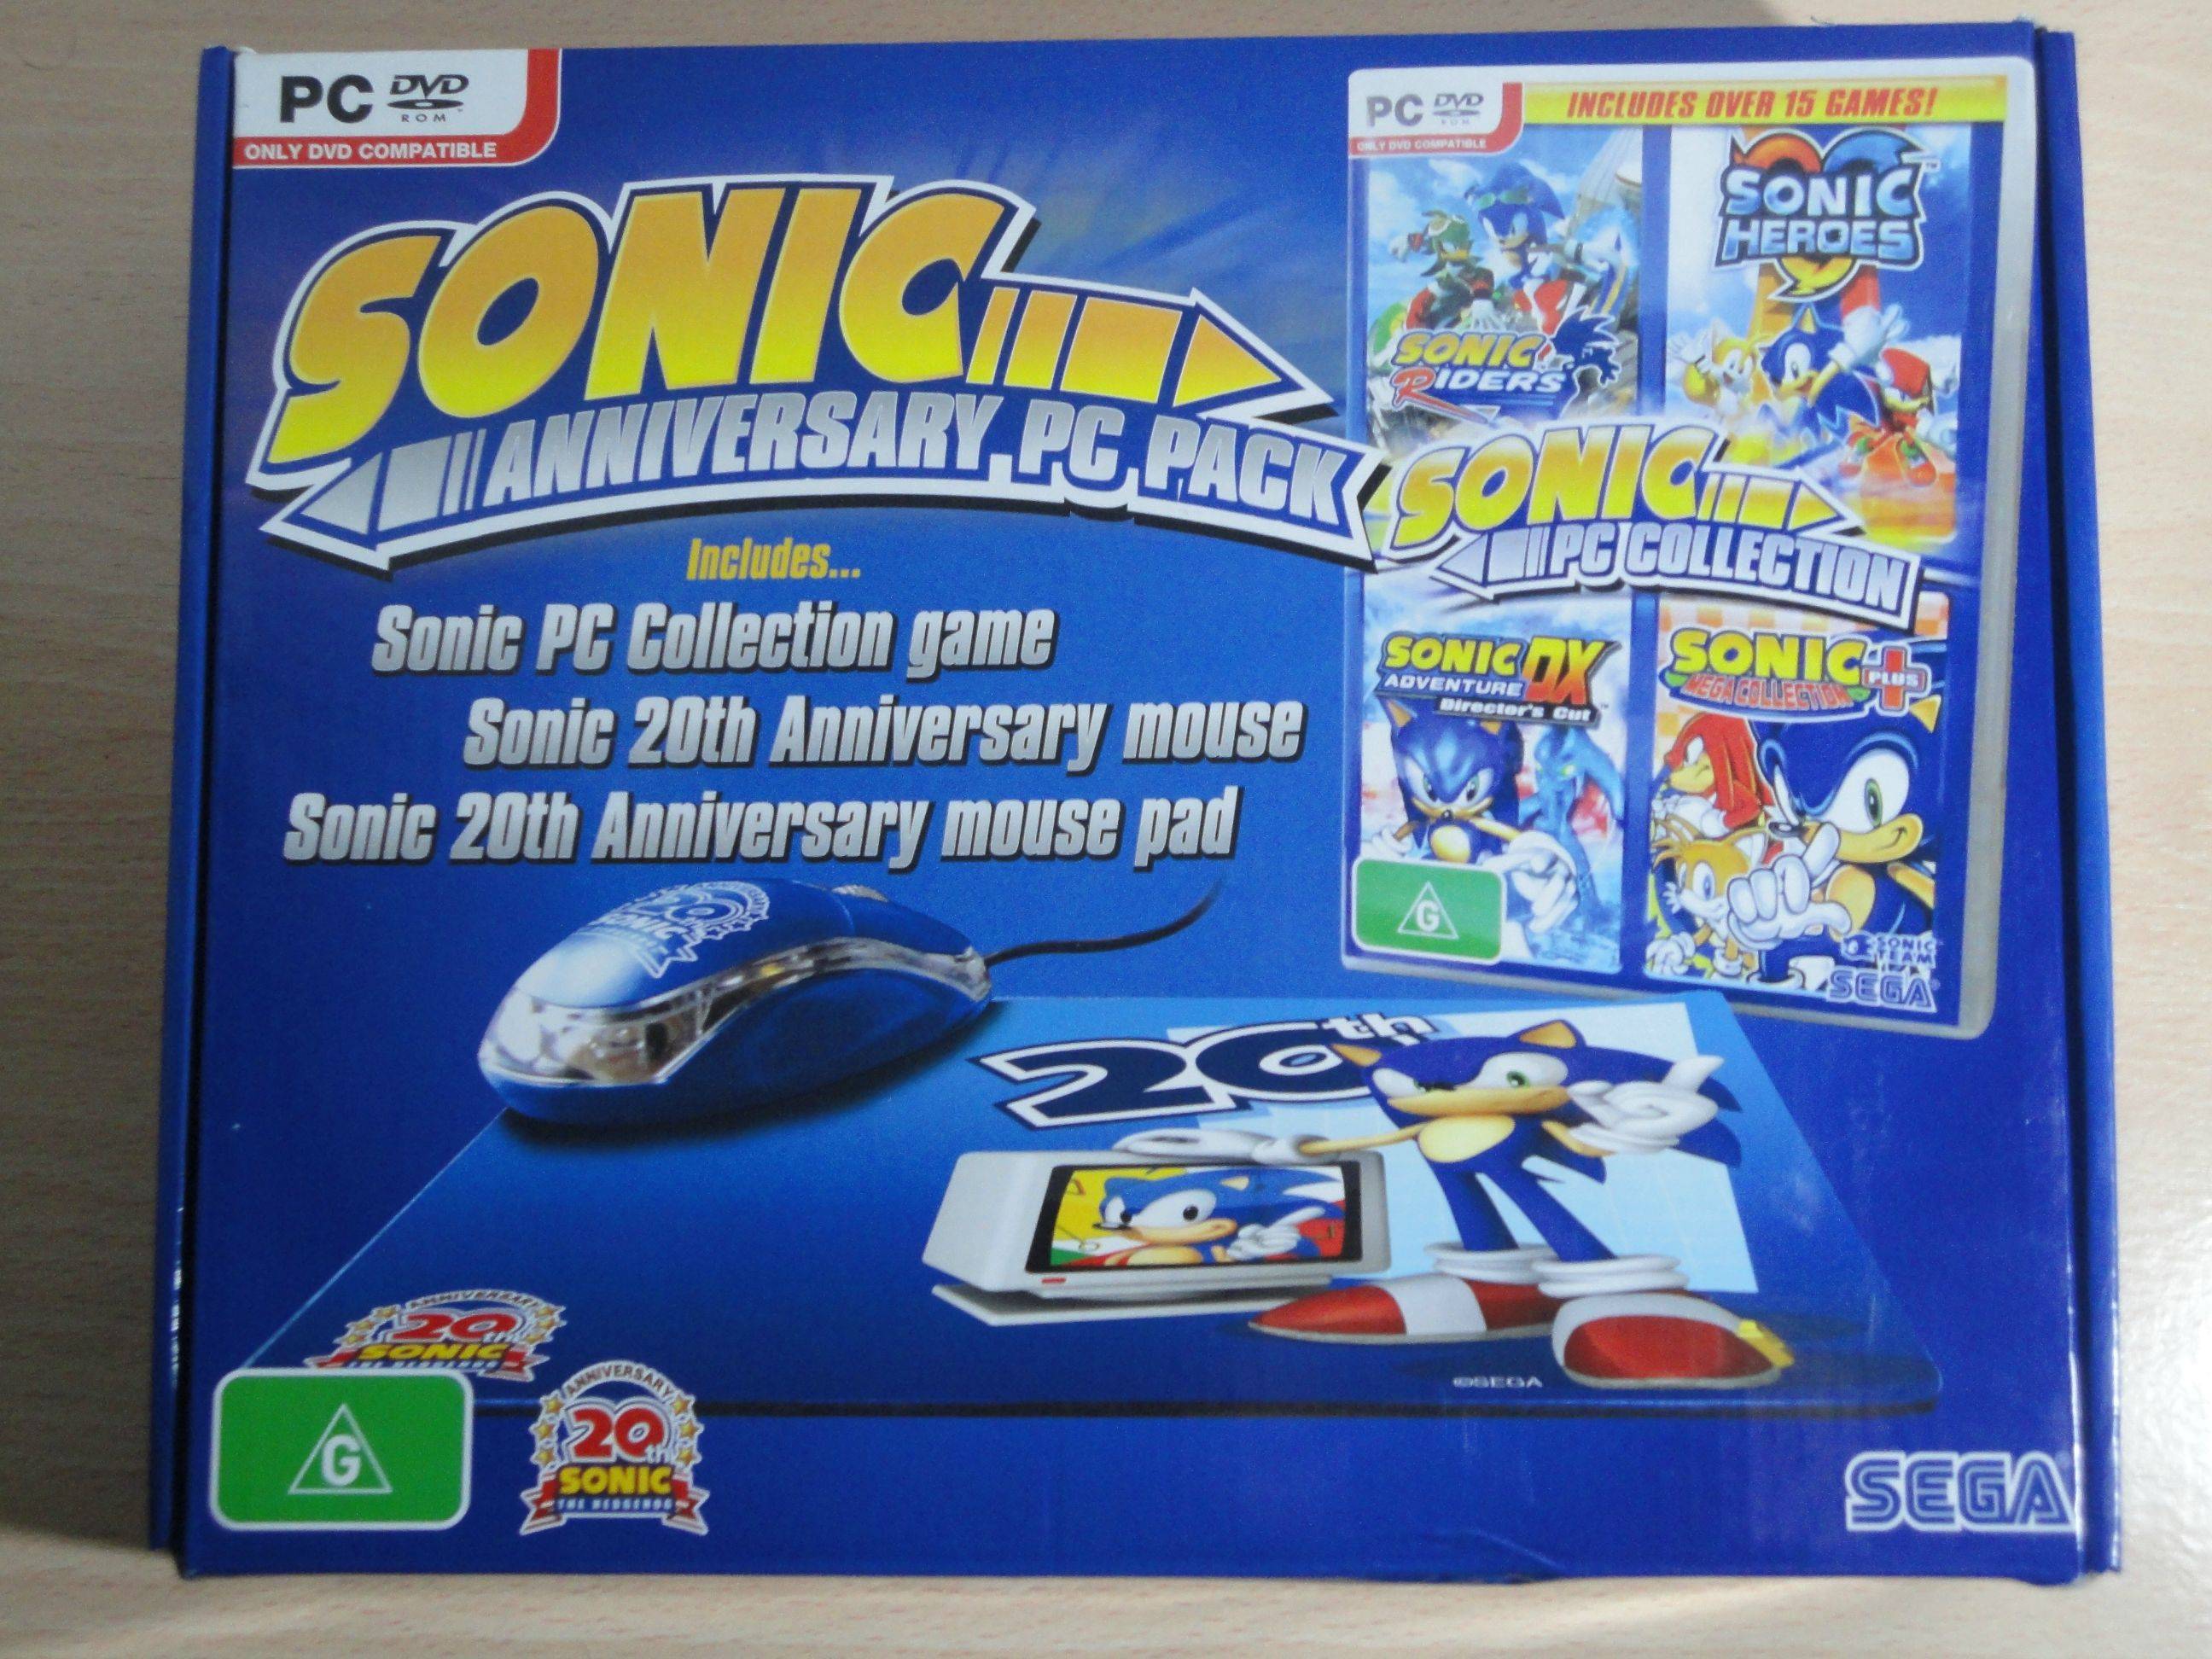 PC DVD
ROM
ONLY DVD COMPATIBLE
SONIC
ANNIVERSARY PC PACK
Includes...
Sonic PC Collection game
Sonic 20th Anniversary mouse
Sonic 20th Anniversary mouse pad
PC DVD
ROM
ONLY DVD COMPATIBLE
INCLUDES OVER 15 GAMES!
SONIC
RIDERS
SONIC
HEROES
TM
SONIC
PC COLLECTION
SONIC DX
ADVENTURE
Director's Cut
SONIC
MEGA COLLECTION
PLUS
G
SONIC
TEAM
SEGA
20
SONIC
20th
©SEGA
ANNIVERSARY
20th
SONIC
THE HEDGEHOG
G
ANNIVERSARY
20th
SONIC
THE HEDGEHOG
SEGA